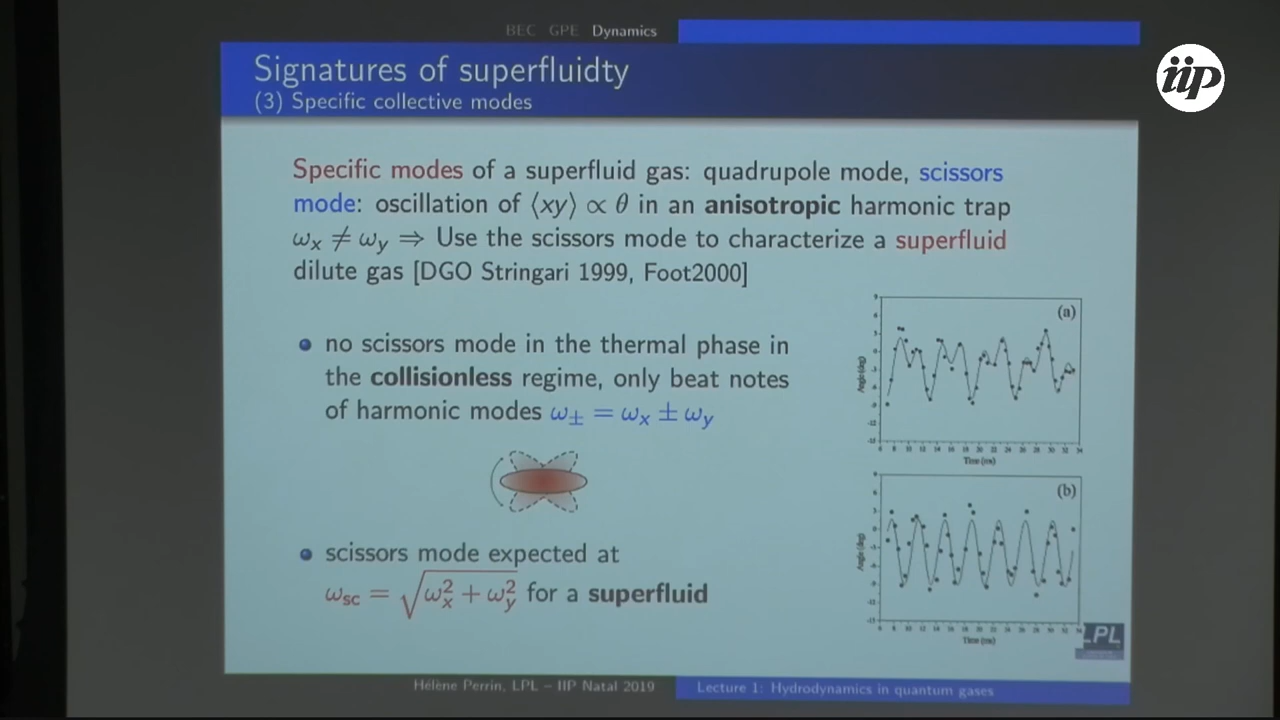 BEC GPE Dynamics
iip
Signatures of superfluidty
(3) Specific collective modes
Specific modes of a superfluid gas: quadrupole mode, scissors
mode: oscillation of ⟨xy⟩ ∝ θ in an anisotropic harmonic trap
ωx ≠ ωy ⇒ Use the scissors mode to characterize a superfluid
dilute gas [DGO Stringari 1999, Foot2000]
no scissors mode in the thermal phase in
the collisionless regime, only beat notes
of harmonic modes ω± = ωx ± ωy
scissors mode expected at
ωsc = √ωx² + ωy² for a superfluid
(a)
Angle (deg)
Time (ms)
(b)
Angle (deg)
Time (ms)
LPL
Hélène Perrin, LPL – IIP Natal 2019
Lecture 1: Hydrodynamics in quantum gases